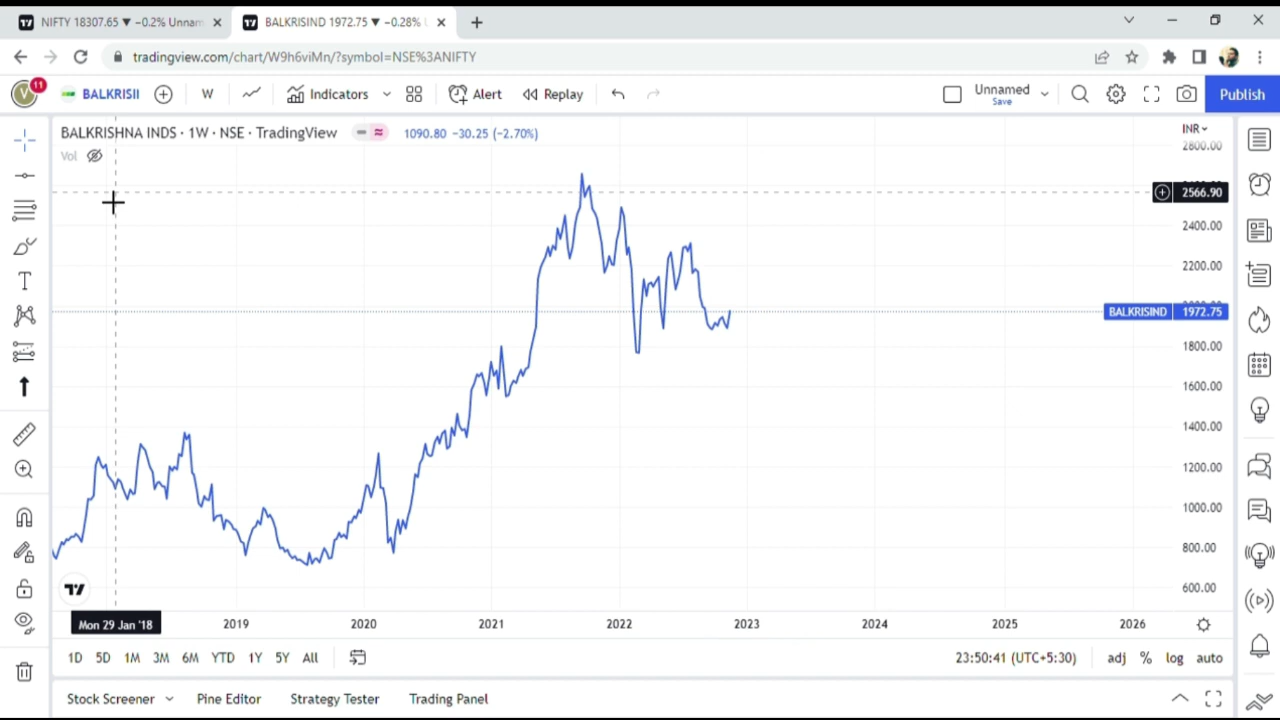 NIFTY 18307.65 ▼ −0.2% Unnam
BALKRISIND 1972.75 ▼ −0.28% U
tradingview.com/chart/W9h6viMn/?symbol=NSE%3ANIFTY
V 11 BALKRISII W Indicators Alert Replay Unnamed Save Publish
BALKRISHNA INDS · 1W · NSE · TradingView 1090.80 −30.25 (−2.70%)
Vol
INR
2800.00
2566.90
2400.00
2200.00
BALKRISIND 1972.75
1800.00
1600.00
1400.00
1200.00
1000.00
800.00
600.00
Mon 29 Jan '18 2019 2020 2021 2022 2023 2024 2025 2026
1D 5D 1M 3M 6M YTD 1Y 5Y All 23:50:41 (UTC+5:30) adj % log auto
Stock Screener Pine Editor Strategy Tester Trading Panel